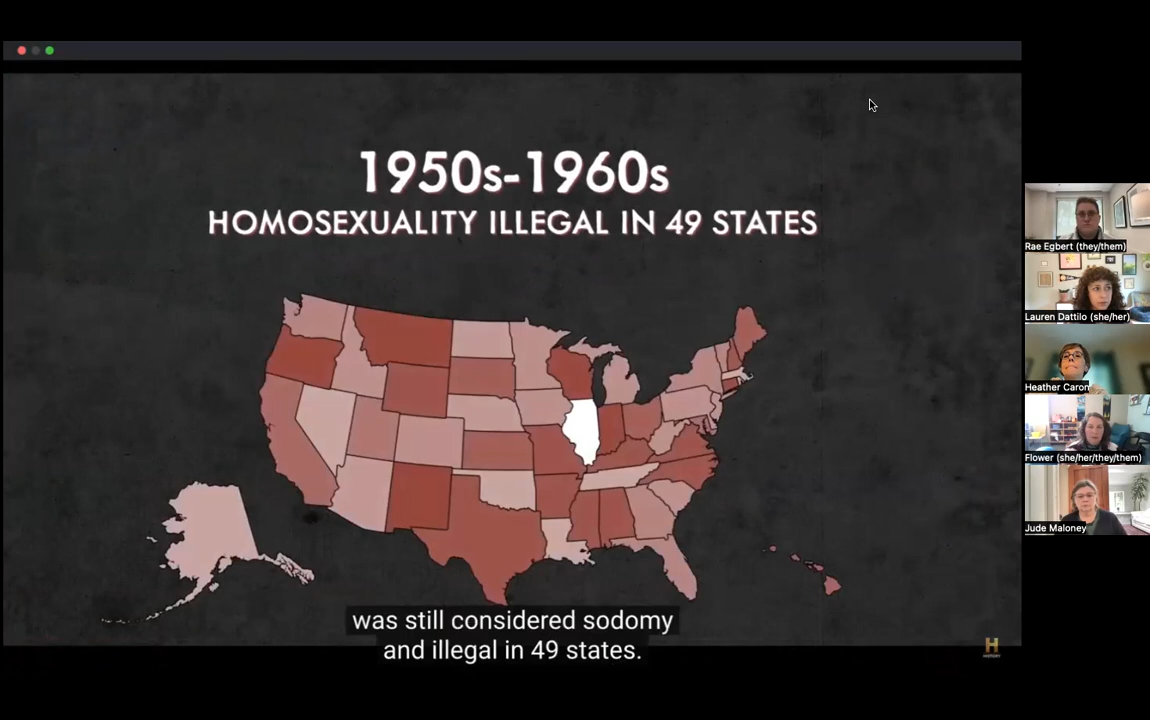 1950s-1960s
HOMOSEXUALITY ILLEGAL IN 49 STATES
was still considered sodomy
and illegal in 49 states.
H
HISTORY
Rae Egbert (they/them)
Lauren Dattilo (she/her)
Heather Caron
Flower (she/her/they/them)
Jude Maloney